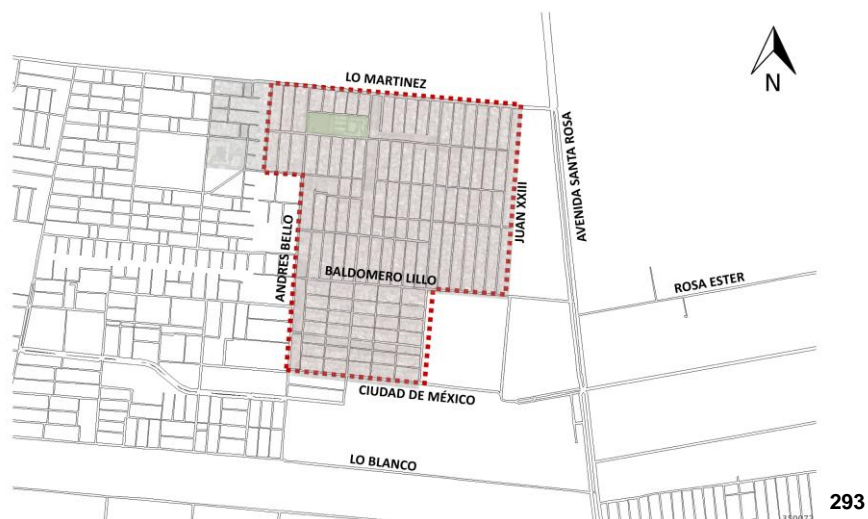 LO MARTINEZ
N
AVENIDA SANTA ROSA
JUAN XXIII
ANDRES BELLO
BALDOMERO LILLO
ROSA ESTER
CIUDAD DE MÉXICO
LO BLANCO
293